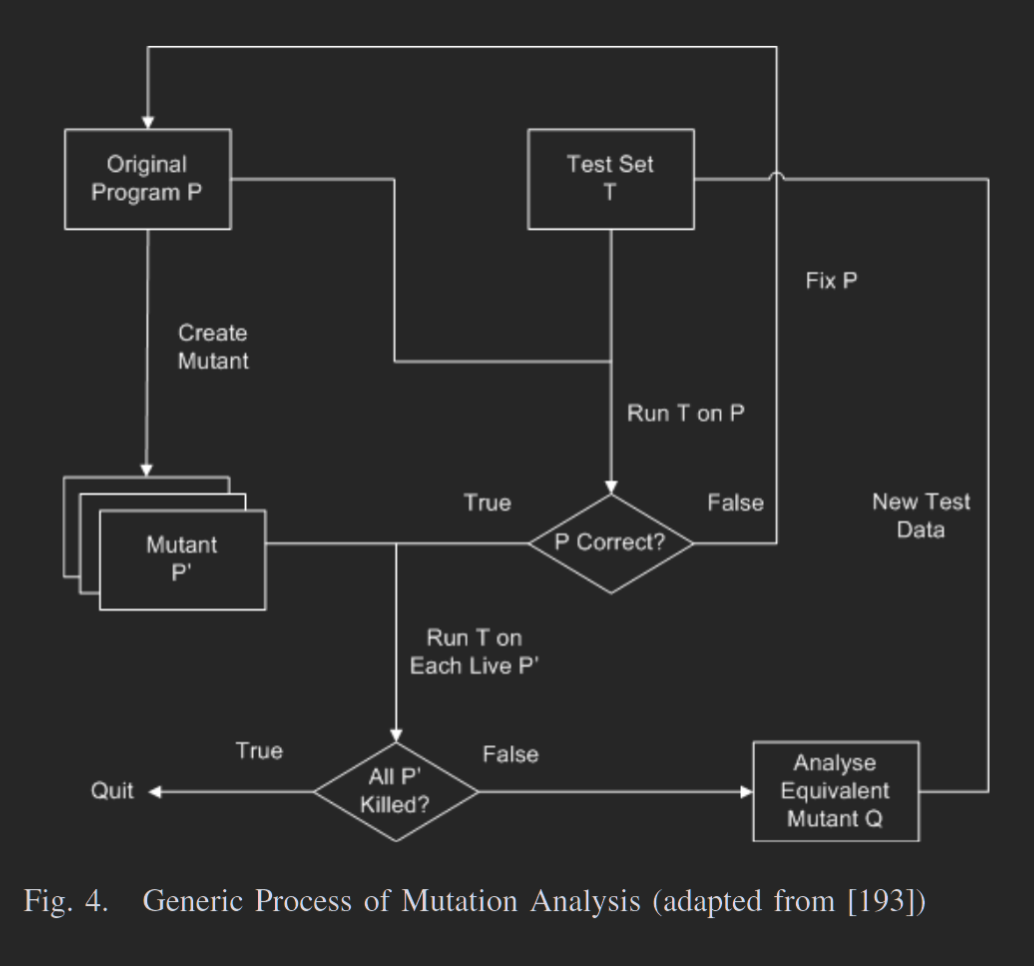 Original
Program P
Test Set
T
Fix P
Create
Mutant
Run T on P
True
False
New Test
Data
P Correct?
Mutant
P'
Run T on
Each Live P'
True
False
Quit
All P'
Killed?
Analyse
Equivalent
Mutant Q
Fig. 4. Generic Process of Mutation Analysis (adapted from [193])